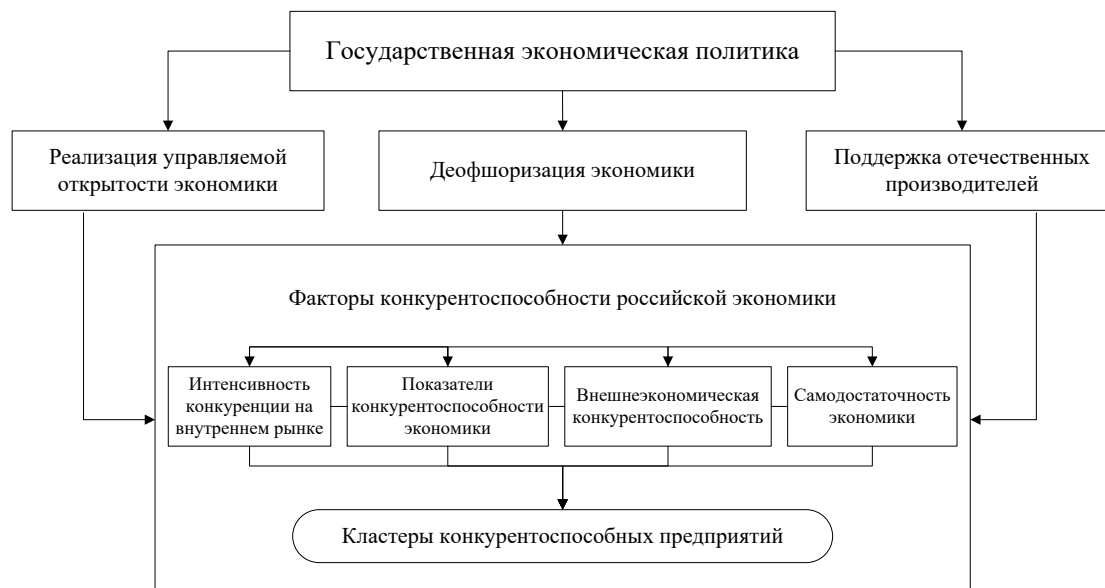 Государственная экономическая политика
Реализация управляемой
открытости экономики
Деофшоризация экономики
Поддержка отечественных
производителей
Факторы конкурентоспособности российской экономики
Интенсивность
конкуренции на
внутреннем рынке
Показатели
конкурентоспособности
экономики
Внешнеэкономическая
конкурентоспособность
Самодостаточность
экономики
Кластеры конкурентоспособных предприятий